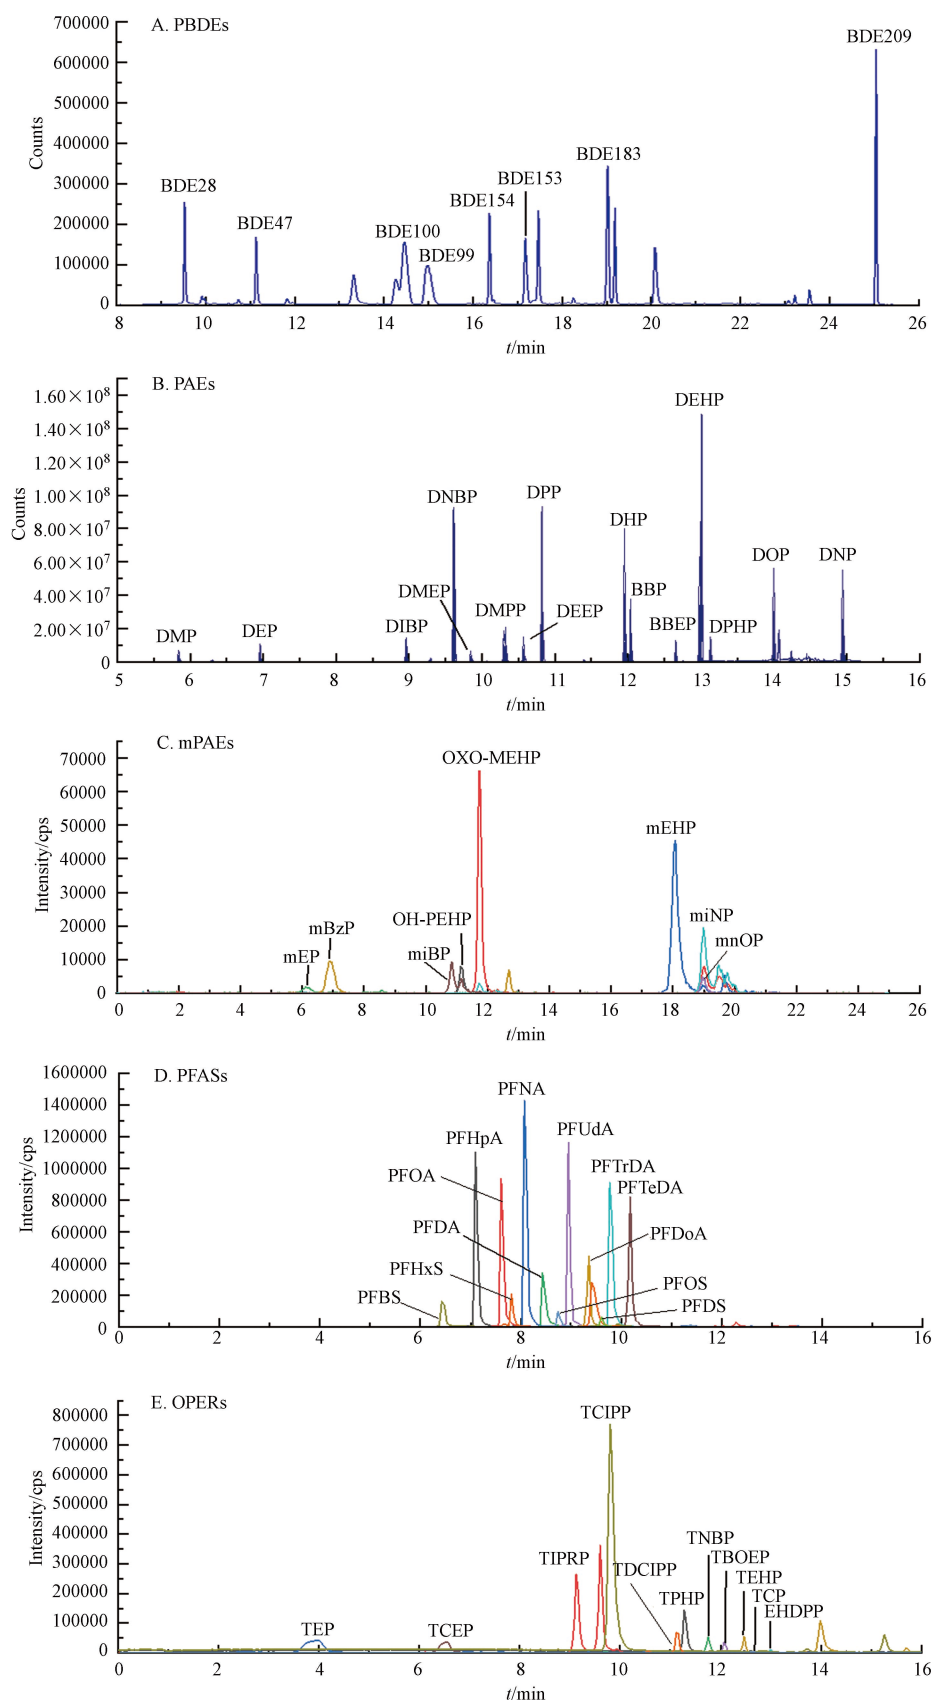 A. PBDEs
700000
600000
500000
400000
300000
200000
100000
0
Counts
BDE28
BDE47
BDE100
BDE99
BDE154
BDE153
BDE183
BDE209
8 10 12 14 16 18 20 22 24 26
t/min
B. PAEs
1.60×10⁸
1.40×10⁸
1.20×10⁸
1.00×10⁸
8.00×10⁷
6.00×10⁷
4.00×10⁷
2.00×10⁷
0
Counts
DMP
DEP
DIBP
DNBP
DMEP
DMPP
DPP
DEEP
DHP
BBP
BBEP
DEHP
DPHP
DOP
DNP
5 6 7 8 9 10 11 12 13 14 15 16
t/min
C. mPAEs
70000
60000
50000
40000
30000
20000
10000
0
Intensity/cps
mEP
mBzP
miBP
OH-PEHP
OXO-MEHP
mEHP
miNP
mnOP
0 2 4 6 8 10 12 14 16 18 20 22 24 26
t/min
D. PFASs
1600000
1400000
1200000
1000000
800000
600000
400000
200000
0
Intensity/cps
PFBS
PFHxS
PFDA
PFOA
PFHpA
PFNA
PFUdA
PFTrDA
PFTeDA
PFDoA
PFOS
PFDS
0 2 4 6 8 10 12 14 16
t/min
E. OPERs
800000
700000
600000
500000
400000
300000
200000
100000
0
Intensity/cps
TEP
TCEP
TIPRP
TCIPP
TDCIPP
TPHP
TNBP
TBOEP
TEHP
TCP
EHDPP
0 2 4 6 8 10 12 14 16
t/min